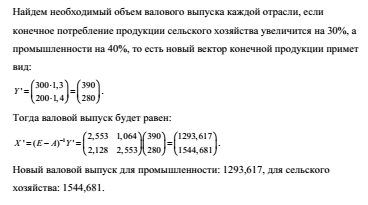 Найдем необходимый объем валового выпуска каждой отрасли, если
конечное потребление продукции сельского хозяйства увеличится на 30%, а
промышленности на 40%, то есть новый вектор конечной продукции примет
вид:
Y'=(300·1,3 200·1,4)=(390 280).
Тогда валовой выпуск будет равен:
X'=(E−A)⁻¹Y'=(2,553 1,064 2,128 2,553)(390 280)=(1293,617 1544,681).
Новый валовой выпуск для промышленности: 1293,617, для сельского
хозяйства: 1544,681.